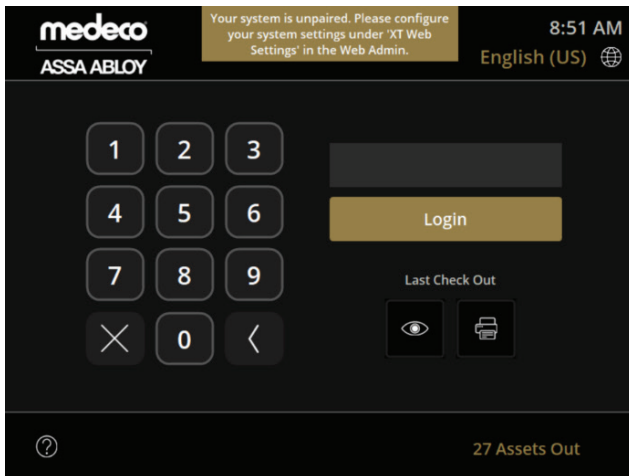 medeco
ASSA ABLOY
Your system is unpaired. Please configure
your system settings under 'XT Web
Settings' in the Web Admin.
8:51 AM
English (US)
1 2 3
4 5 6
7 8 9
0
Login
Last Check Out
?
27 Assets Out